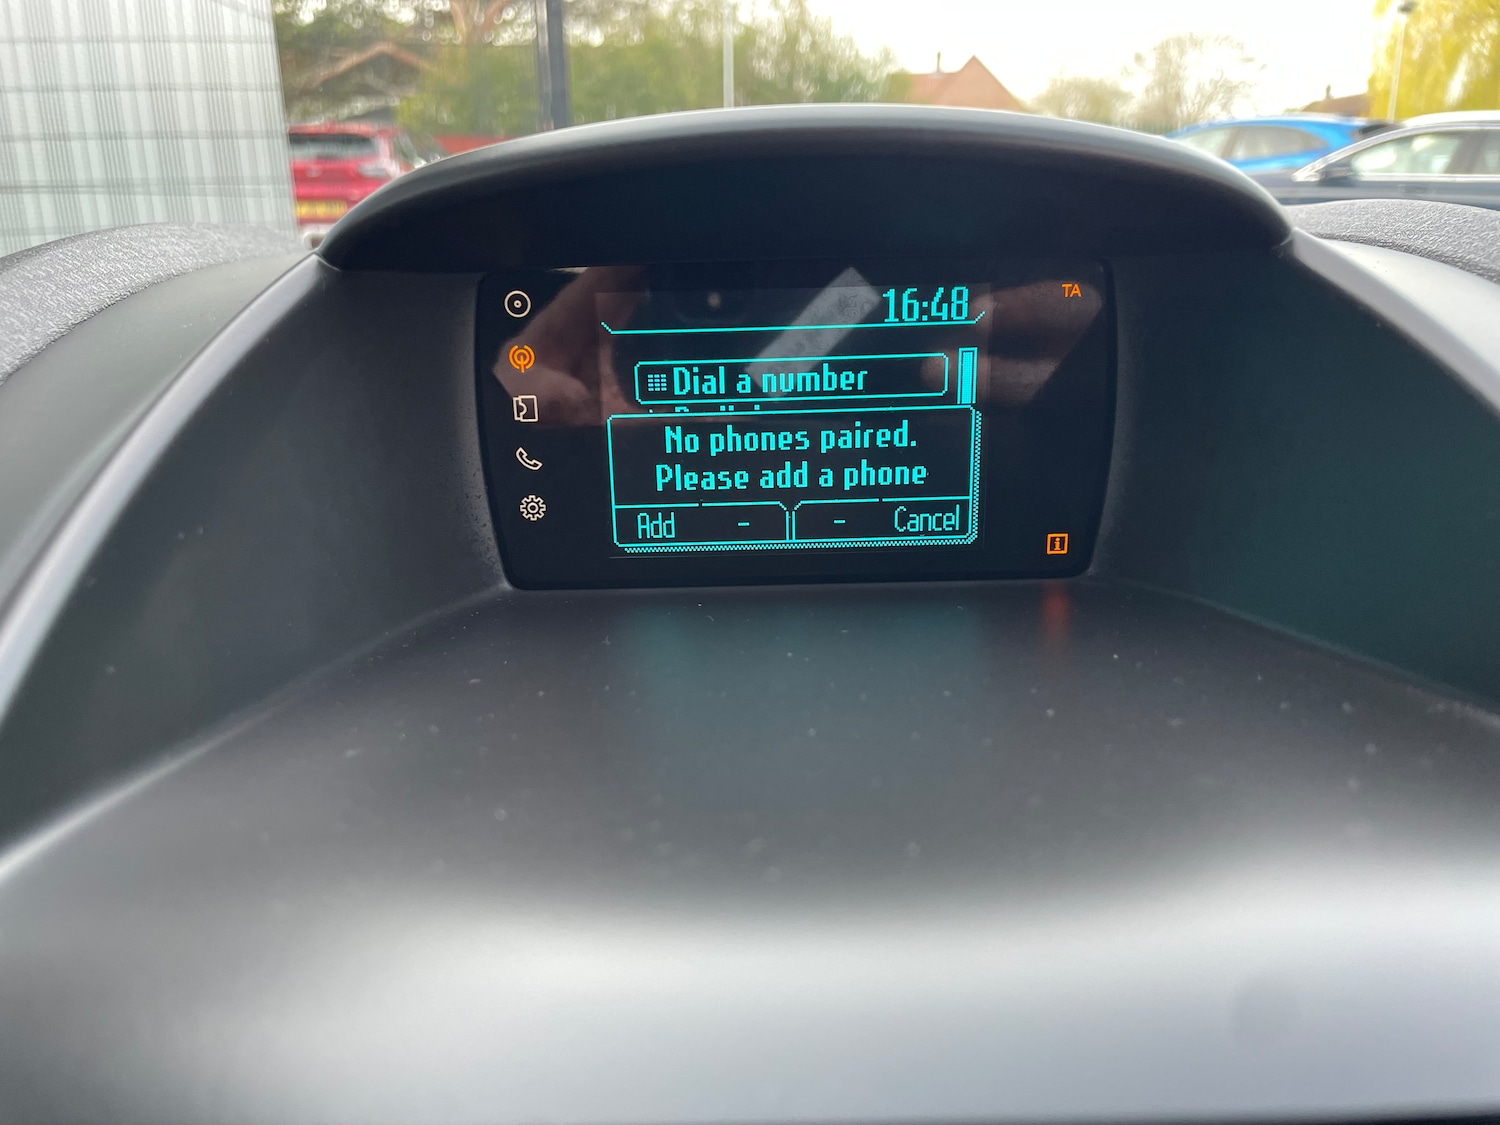 16:48
TA
Dial a number
No phones paired.
Please add a phone
Add - - Cancel
i